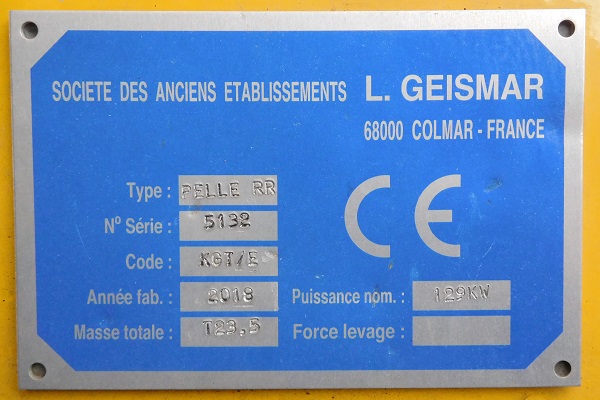 SOCIETE DES ANCIENS ETABLISSEMENTS L. GEISMAR
68000 COLMAR - FRANCE
Type : PELLE RR
N° Série : 5132
Code : KGT/E
CE
Année fab. : 2018 Puissance nom. : 129KW
Masse totale : T23,5 Force levage :